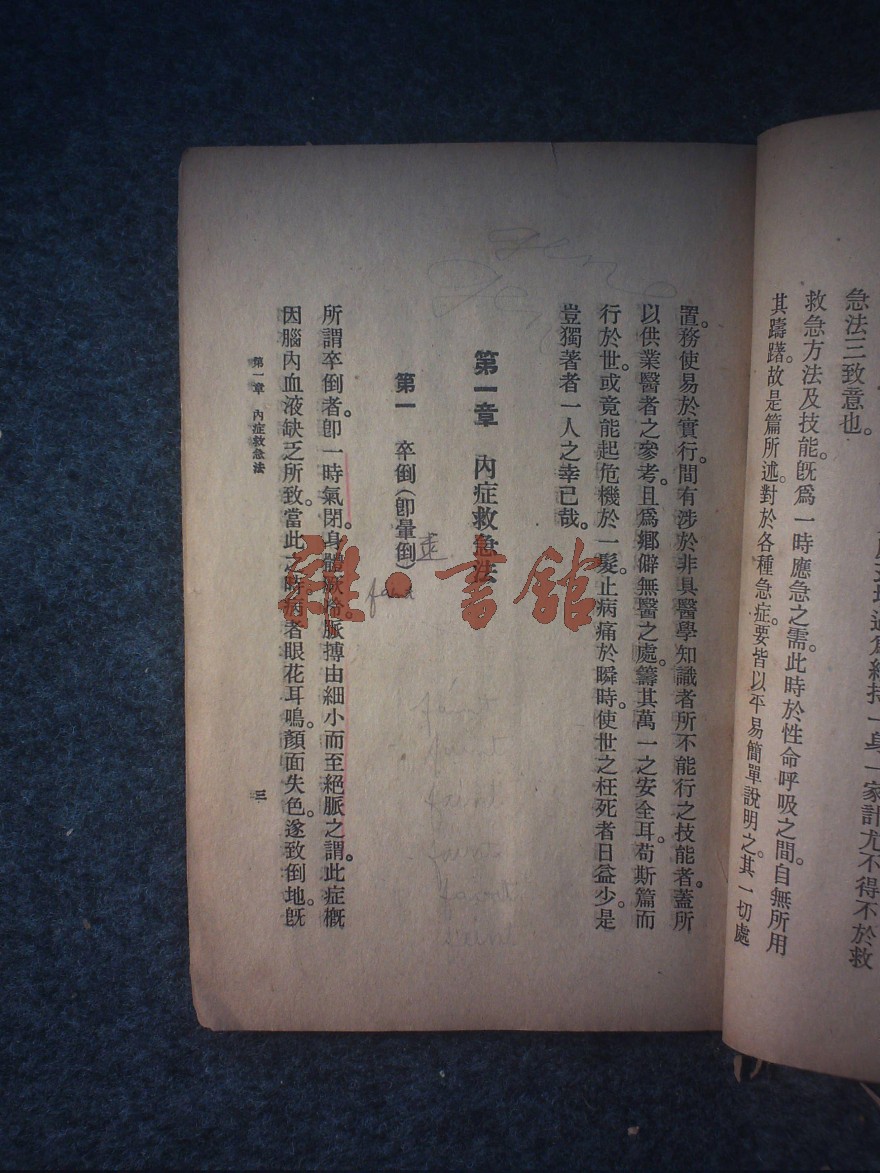 急法三致意也。
救急方法及技能。旣爲一時應急之需。此時於性命呼吸之間。自無所用
其躊躇。故是篇所述。對於各種急症。要皆以平易簡單說明之。其一切處
置。務使易於實行。間有涉於非具醫學知識者所不能行之技能者。蓋所
以供業醫者之參考。且爲鄉僻無醫之處。籌其萬一之安全耳。苟斯篇而
行於世。或竟能起危機於一髮。止病痛於瞬時。使世之枉死者日益少。是
豈獨著者一人之幸已哉。
第一章 內症救急法
第一 卒倒(卽暈倒)
所謂卒倒者。卽一時氣閉。身體厥冷。脈搏由細小而至絕脈之謂。此症槪
因腦內血液缺乏所致。當此之時。病者眼花耳鳴。顏面失色。遂致倒地。旣
第一章 內症救急法
三
faint
faint
faint
faint
雜·書館